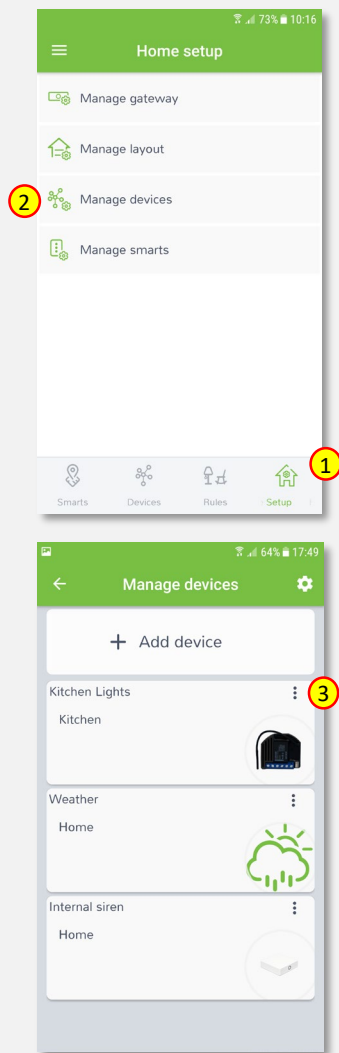 73% 10:16
Home setup
Manage gateway
Manage layout
2
Manage devices
Manage smarts
1
Smarts Devices Rules Setup
64% 17:49
Manage devices
+ Add device
Kitchen Lights
3
Kitchen
Weather
Home
Internal siren
Home